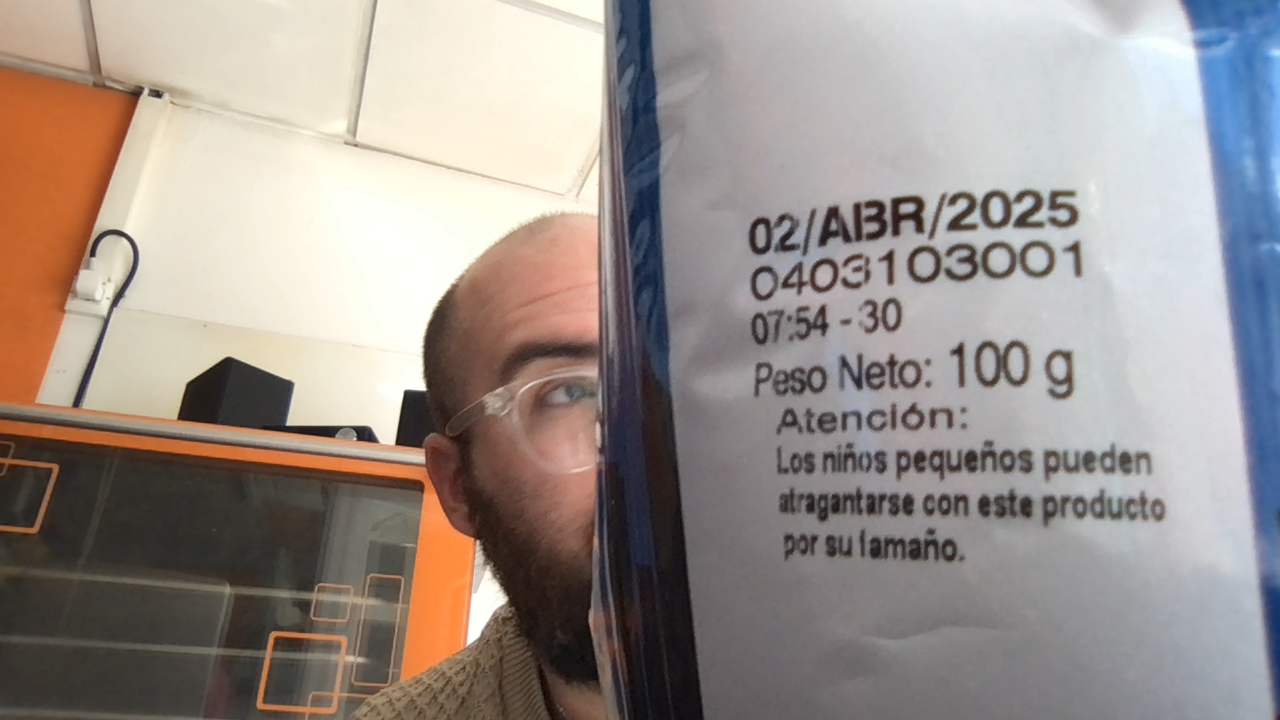 02/ABR/2025
0403103001
07:54 - 30
Peso Neto: 100 g
Atención:
Los niños pequeños pueden
atragantarse con este producto
por su tamaño.